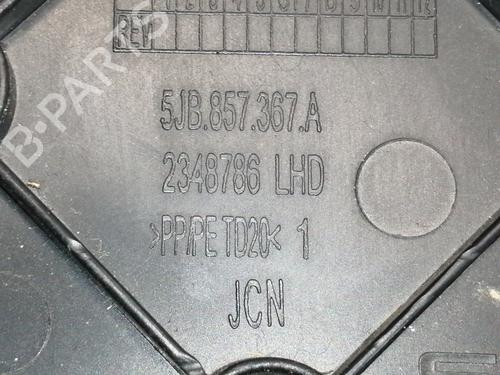 REV
5JB.857.367.A
2348786 LHD
>PP/PE TD20< 1
JCN
B-PARTS